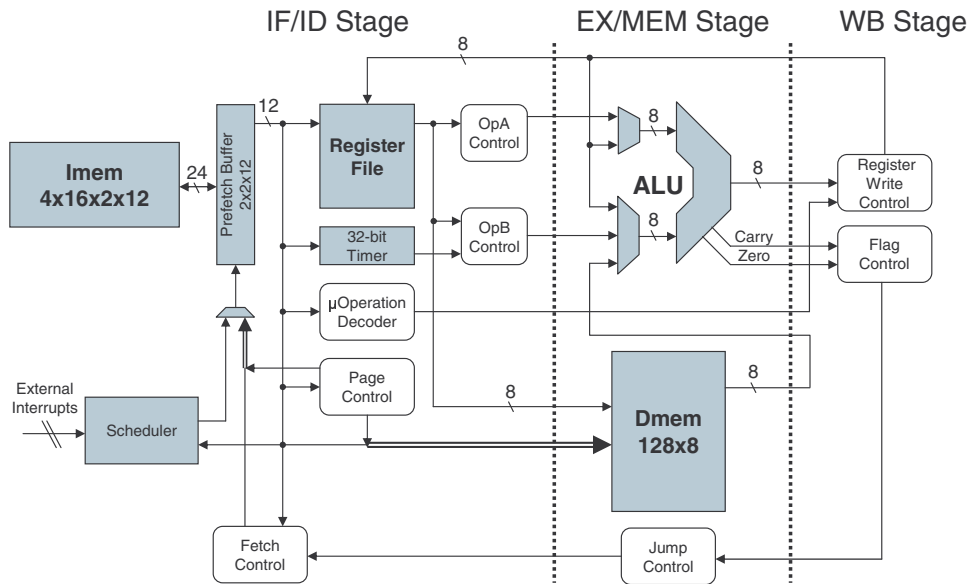 IF/ID Stage
EX/MEM Stage
WB Stage
8
12
Imem
4x16x2x12
24
Prefetch Buffer
2x2x12
Register
File
OpA
Control
8
ALU
8
Register
Write
Control
32-bit
Timer
OpB
Control
8
Carry
Zero
Flag
Control
µOperation
Decoder
Page
Control
External
Interrupts
Scheduler
8
Dmem
128x8
8
Fetch
Control
Jump
Control